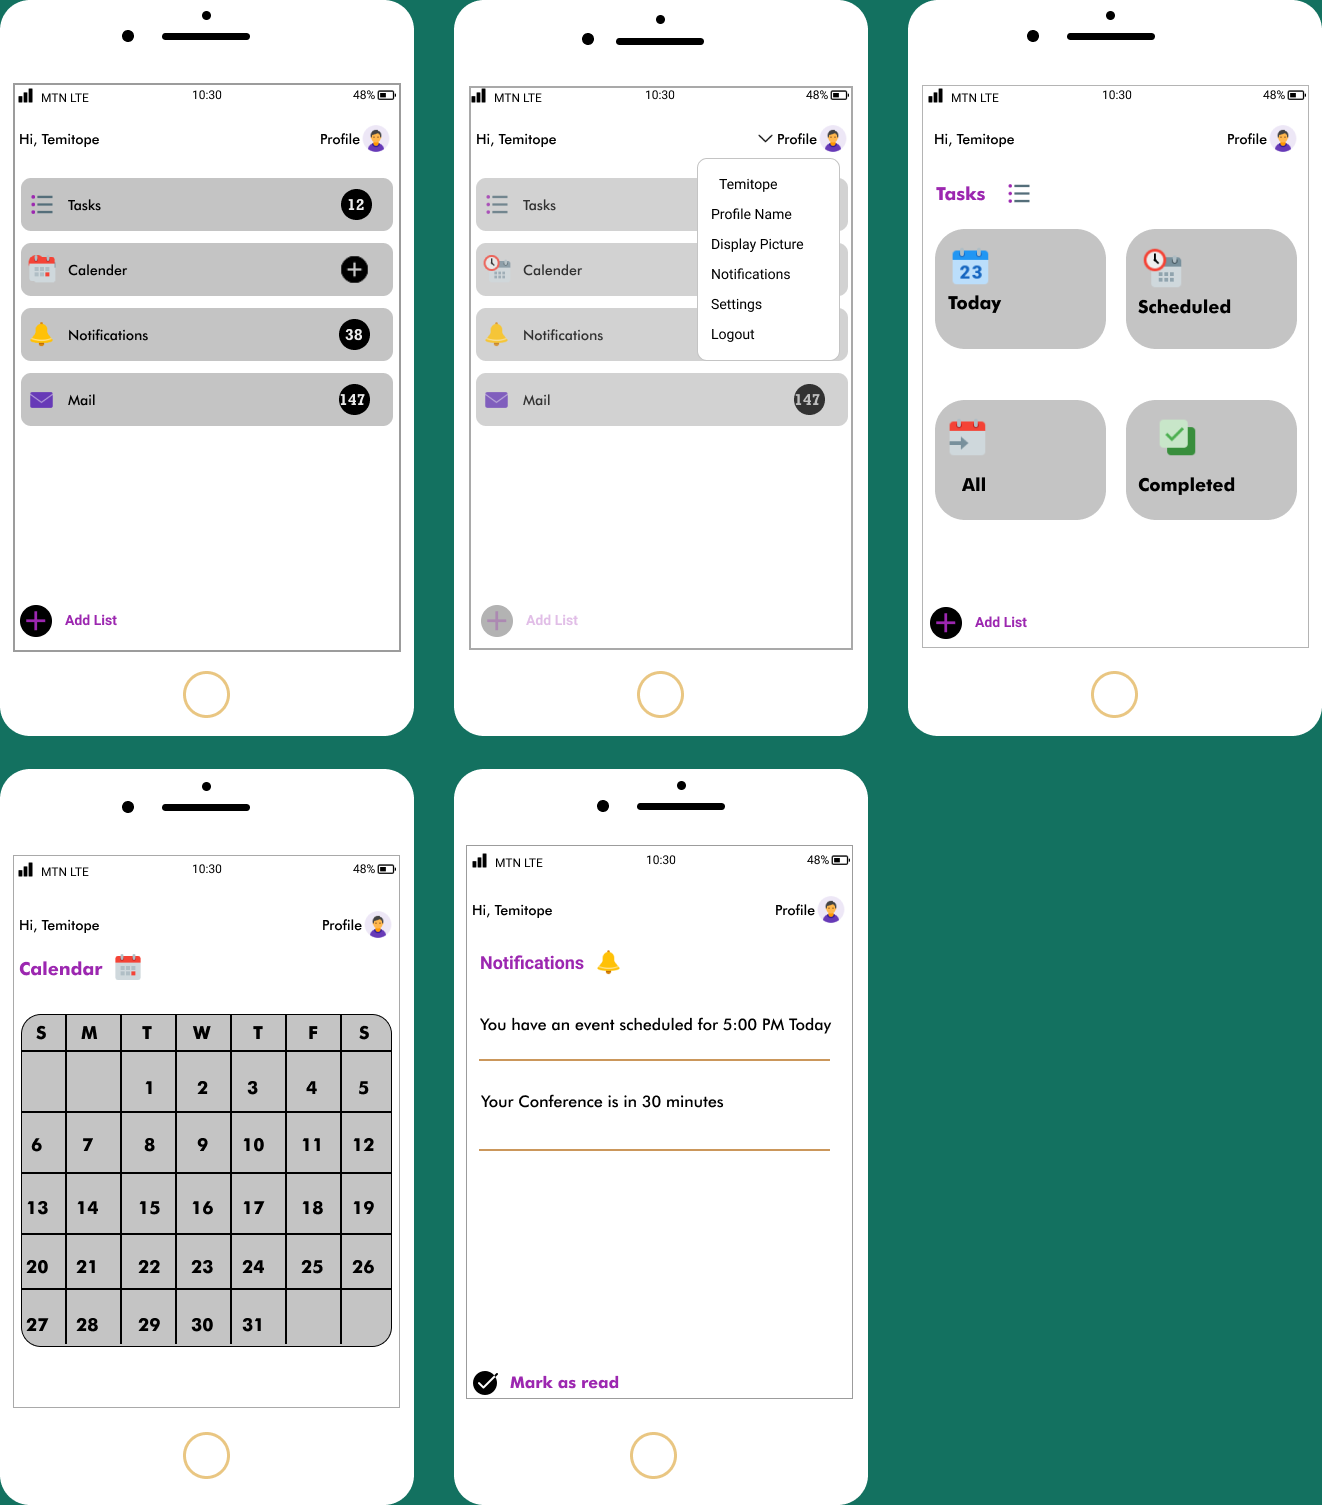 MTN LTE 10:30 48%
Hi, Temitope Profile
Tasks 12
Calender
Notifications 38
Mail 147
Add List
MTN LTE 10:30 48%
Hi, Temitope Profile
Temitope
Profile Name
Display Picture
Notifications
Settings
Logout
Tasks
Calender
Notifications
Mail 147
Add List
MTN LTE 10:30 48%
Hi, Temitope Profile
Tasks
23
Today
Scheduled
All
Completed
Add List
MTN LTE 10:30 48%
Hi, Temitope Profile
Calendar
S M T W T F S
1 2 3 4 5
6 7 8 9 10 11 12
13 14 15 16 17 18 19
20 21 22 23 24 25 26
27 28 29 30 31
MTN LTE 10:30 48%
Hi, Temitope Profile
Notifications
You have an event scheduled for 5:00 PM Today
Your Conference is in 30 minutes
Mark as read